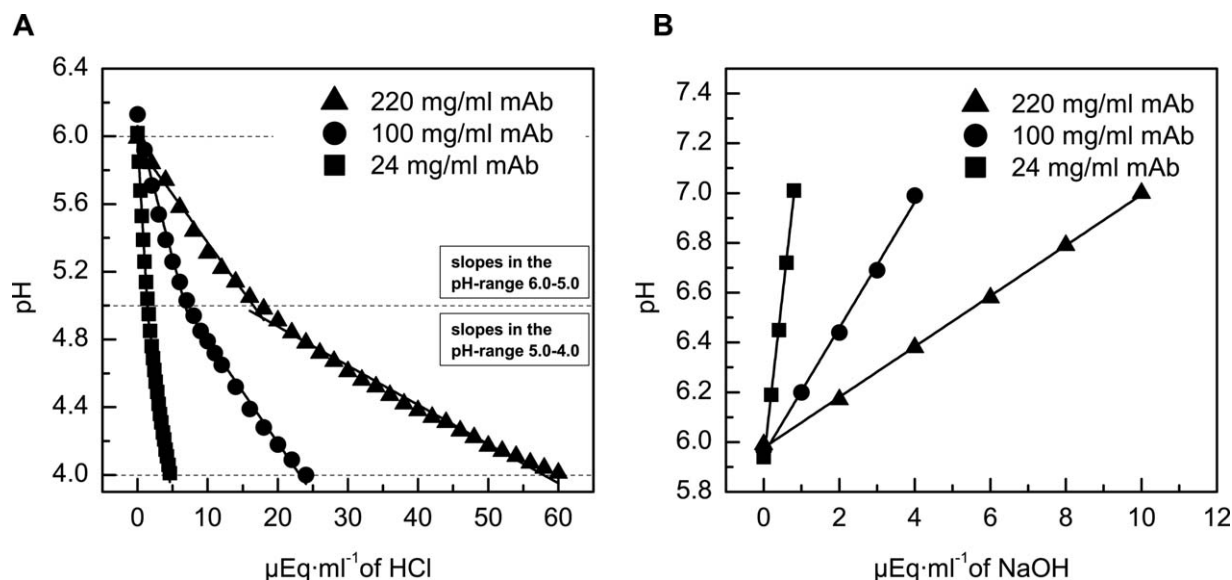 A
pH
6.4
6.0
5.6
5.2
4.8
4.4
4.0
220 mg/ml mAb
100 mg/ml mAb
24 mg/ml mAb
slopes in the
pH-range 6.0-5.0
slopes in the
pH-range 5.0-4.0
0 10 20 30 40 50 60
µEq·ml⁻¹of HCl
B
pH
7.4
7.2
7.0
6.8
6.6
6.4
6.2
6.0
5.8
220 mg/ml mAb
100 mg/ml mAb
24 mg/ml mAb
0 2 4 6 8 10 12
µEq·ml⁻¹of NaOH